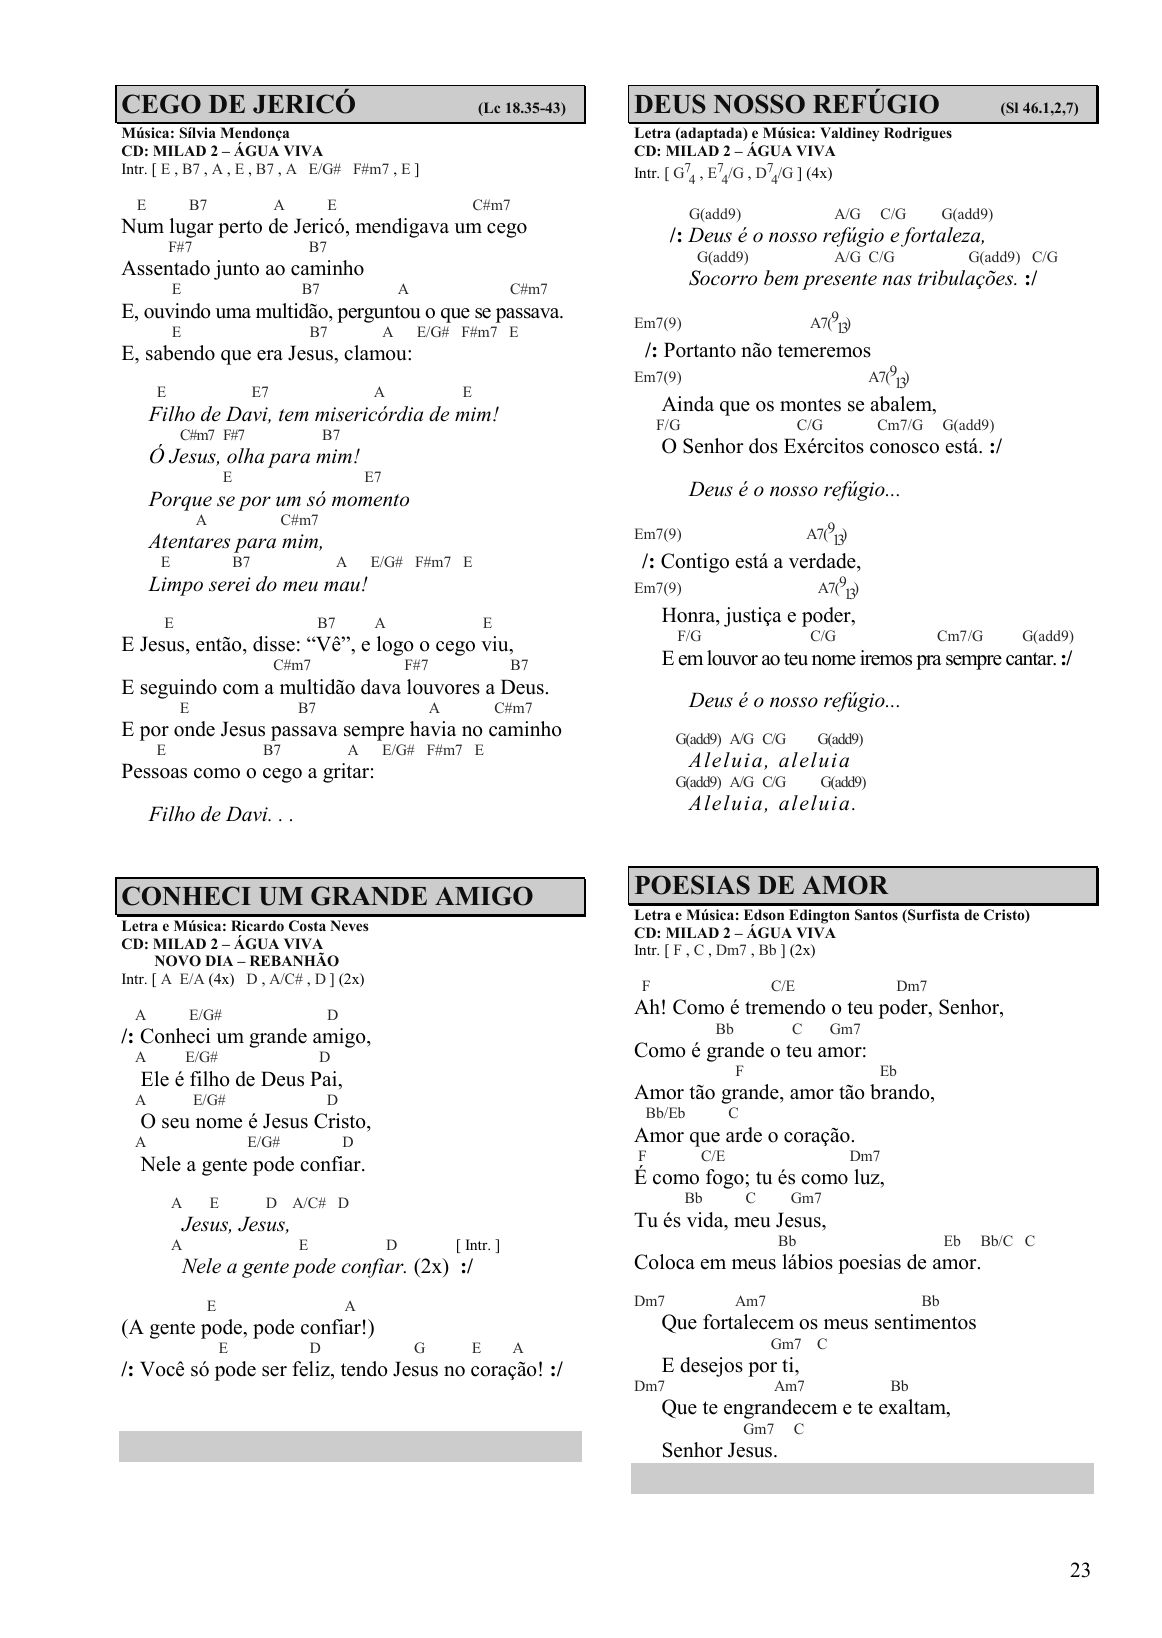 CEGO DE JERICÓ (Lc 18.35-43)
Música: Sílvia Mendonça
CD: MILAD 2 – ÁGUA VIVA
Intr. [ E , B7 , A , E , B7 , A E/G# F#m7 , E ]
E B7 A E C#m7
Num lugar perto de Jericó, mendigava um cego
F#7 B7
Assentado junto ao caminho
E B7 A C#m7
E, ouvindo uma multidão, perguntou o que se passava.
E B7 A E/G# F#m7 E
E, sabendo que era Jesus, clamou:
E E7 A E
Filho de Davi, tem misericórdia de mim!
C#m7 F#7 B7
Ó Jesus, olha para mim!
E E7
Porque se por um só momento
A C#m7
Atentares para mim,
E B7 A E/G# F#m7 E
Limpo serei do meu mau!
E B7 A E
E Jesus, então, disse: “Vê”, e logo o cego viu,
C#m7 F#7 B7
E seguindo com a multidão dava louvores a Deus.
E B7 A C#m7
E por onde Jesus passava sempre havia no caminho
E B7 A E/G# F#m7 E
Pessoas como o cego a gritar:
Filho de Davi. . .
CONHECI UM GRANDE AMIGO
Letra e Música: Ricardo Costa Neves
CD: MILAD 2 – ÁGUA VIVA
NOVO DIA – REBANHÃO
Intr. [ A E/A (4x) D , A/C# , D ] (2x)
A E/G# D
/: Conheci um grande amigo,
A E/G# D
Ele é filho de Deus Pai,
A E/G# D
O seu nome é Jesus Cristo,
A E/G# D
Nele a gente pode confiar.
A E D A/C# D
Jesus, Jesus,
A E D [ Intr. ]
Nele a gente pode confiar. (2x) :/
E A
(A gente pode, pode confiar!)
E D G E A
/: Você só pode ser feliz, tendo Jesus no coração! :/
DEUS NOSSO REFÚGIO (Sl 46.1,2,7)
Letra (adaptada) e Música: Valdiney Rodrigues
CD: MILAD 2 – ÁGUA VIVA
Intr. [ G7 4 , E7 4/G , D7 4/G ] (4x)
G(add9) A/G C/G G(add9)
/: Deus é o nosso refúgio e fortaleza,
G(add9) A/G C/G G(add9) C/G
Socorro bem presente nas tribulações. :/
Em7(9) A7(9 13)
/: Portanto não temeremos
Em7(9) A7(9 13)
Ainda que os montes se abalem,
F/G C/G Cm7/G G(add9)
O Senhor dos Exércitos conosco está. :/
Deus é o nosso refúgio...
Em7(9) A7(9 13)
/: Contigo está a verdade,
Em7(9) A7(9 13)
Honra, justiça e poder,
F/G C/G Cm7/G G(add9)
E em louvor ao teu nome iremos pra sempre cantar. :/
Deus é o nosso refúgio...
G(add9) A/G C/G G(add9)
Aleluia, aleluia
G(add9) A/G C/G G(add9)
Aleluia, aleluia.
POESIAS DE AMOR
Letra e Música: Edson Edington Santos (Surfista de Cristo)
CD: MILAD 2 – ÁGUA VIVA
Intr. [ F , C , Dm7 , Bb ] (2x)
F C/E Dm7
Ah! Como é tremendo o teu poder, Senhor,
Bb C Gm7
Como é grande o teu amor:
F Eb
Amor tão grande, amor tão brando,
Bb/Eb C
Amor que arde o coração.
F C/E Dm7
É como fogo; tu és como luz,
Bb C Gm7
Tu és vida, meu Jesus,
Bb Eb Bb/C C
Coloca em meus lábios poesias de amor.
Dm7 Am7 Bb
Que fortalecem os meus sentimentos
Gm7 C
E desejos por ti,
Dm7 Am7 Bb
Que te engrandecem e te exaltam,
Gm7 C
Senhor Jesus.
23